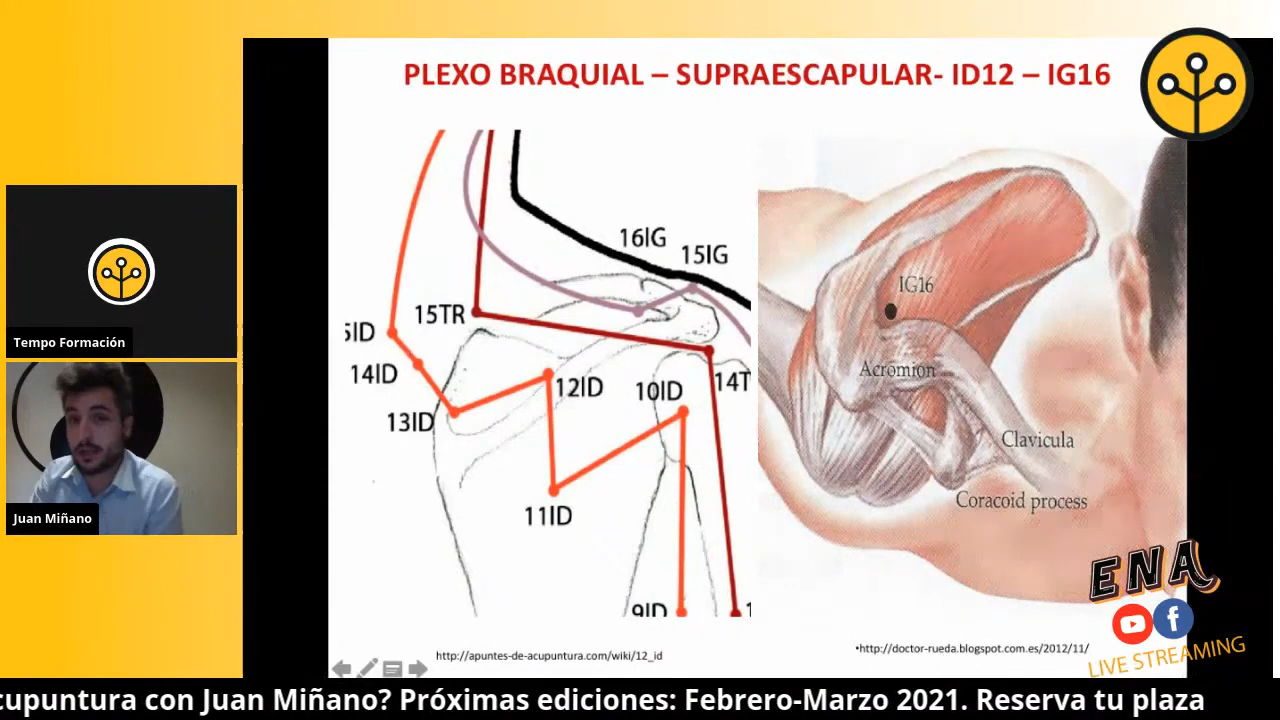 PLEXO BRAQUIAL – SUPRAESCAPULAR- ID12 – IG16
16IG
15IG
15TR
5ID
14ID
13ID
12ID
10ID
14T
11ID
9ID
IG16
Acromion
Clavicula
Coracoid process
http://apuntes-de-acupuntura.com/wiki/12_id
•http://doctor-rueda.blogspot.com.es/2012/11/
Tempo Formación
Juan Miñano
ENA
LIVE STREAMING
cupuntura con Juan Miñano? Próximas ediciones: Febrero-Marzo 2021. Reserva tu plaza